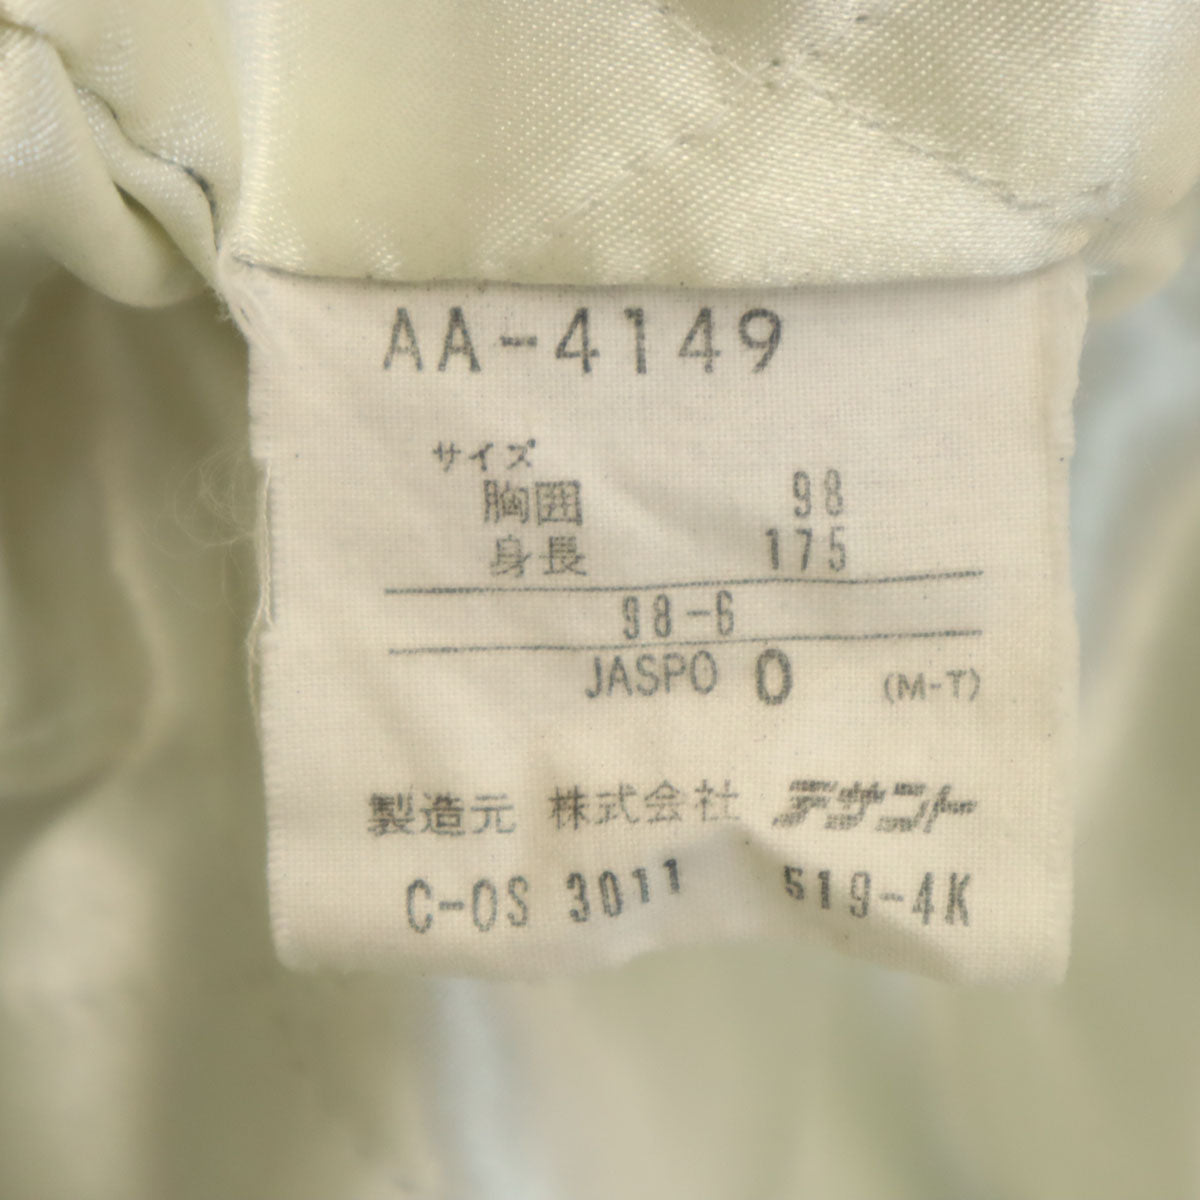 AA-4149
サイズ
胸囲 98
身長 175
98-6
JASPO O (M-T)
製造元 株式会社 デサント
C-OS 3011 519-4K